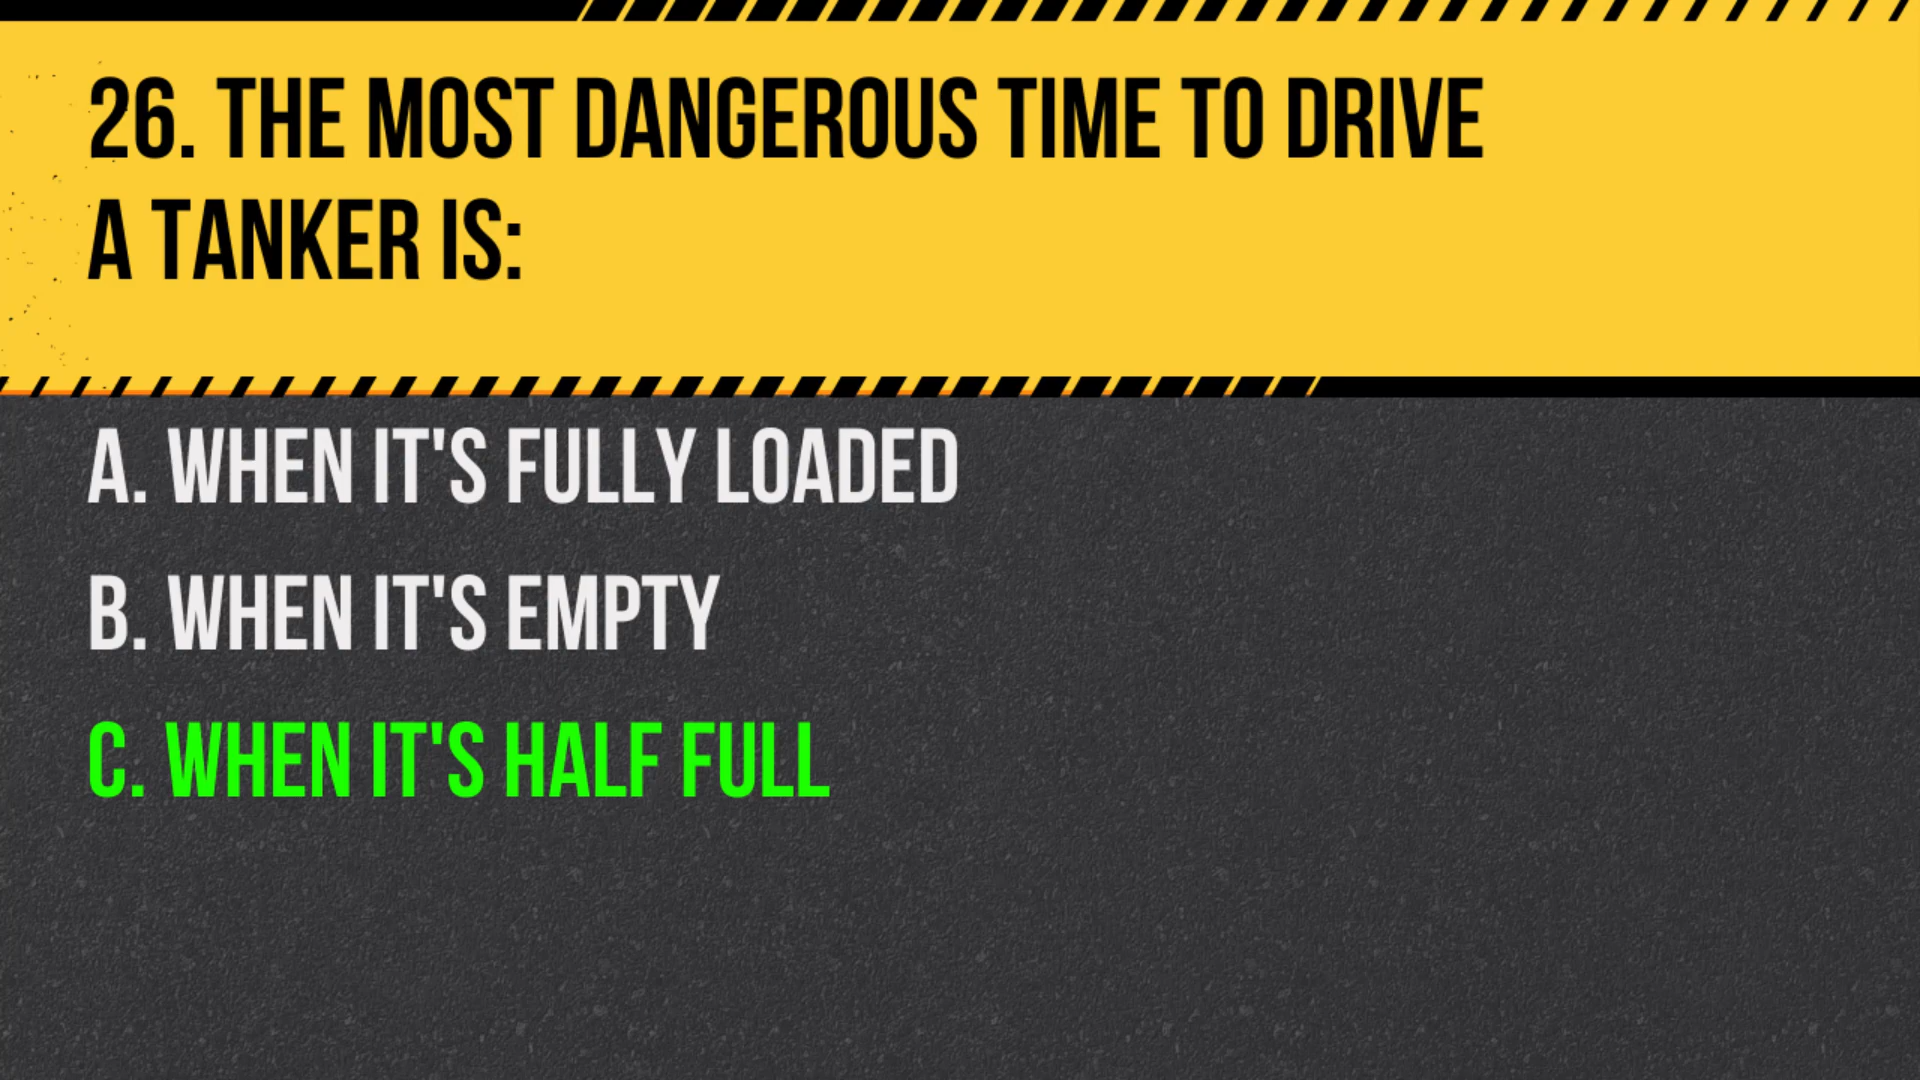 26. THE MOST DANGEROUS TIME TO DRIVE
A TANKER IS:
A. WHEN IT'S FULLY LOADED
B. WHEN IT'S EMPTY
C. WHEN IT'S HALF FULL